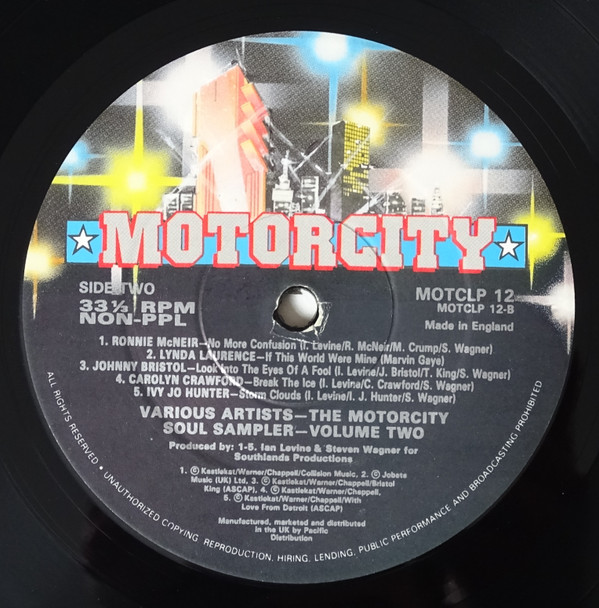 MOTORCITY
SIDE TWO
33⅓ RPM
NON-PPL
MOTCLP 12
MOTCLP 12-B
Made in England
1. RONNIE McNEIR—No More Confusion (I. Levine/R. McNeir/M. Crump/S. Wagner)
2. LYNDA LAURENCE—If This World Were Mine (Marvin Gaye)
3. JOHNNY BRISTOL—Look Into The Eyes Of A Fool (I. Levine/J. Bristol/T. King/S. Wagner)
4. CAROLYN CRAWFORD—Break The Ice (I. Levine/C. Crawford/S. Wagner)
5. IVY JO HUNTER—Storm Clouds (I. Levine/I. J. Hunter/S. Wagner)
VARIOUS ARTISTS—THE MOTORCITY
SOUL SAMPLER—VOLUME TWO
Produced by: 1-5. Ian Levine & Steven Wagner for
Southlands Productions
1. Ⓒ Kastlekat/Warner/Chappell/Collision Music. 2. Ⓒ Jobete
Music (UK) Ltd. 3. Ⓒ Kastlekat/Warner/Chappell/Bristol
King (ASCAP). 4. Ⓒ Kastlekat/Warner/Chappell.
5. Ⓒ Kastlekat/Warner/Chappell/With
Love From Detroit (ASCAP)
Manufactured, marketed and distributed
in the UK by Pacific
Distribution
ALL RIGHTS RESERVED • UNAUTHORIZED COPYING, REPRODUCTION, HIRING, LENDING, PUBLIC PERFORMANCE AND BROADCASTING PROHIBITED